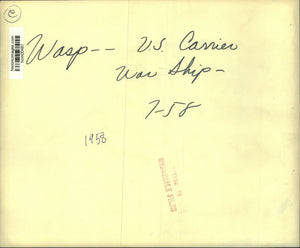 Wasp -- U.S. Carrier
War Ship -
7-58
1958